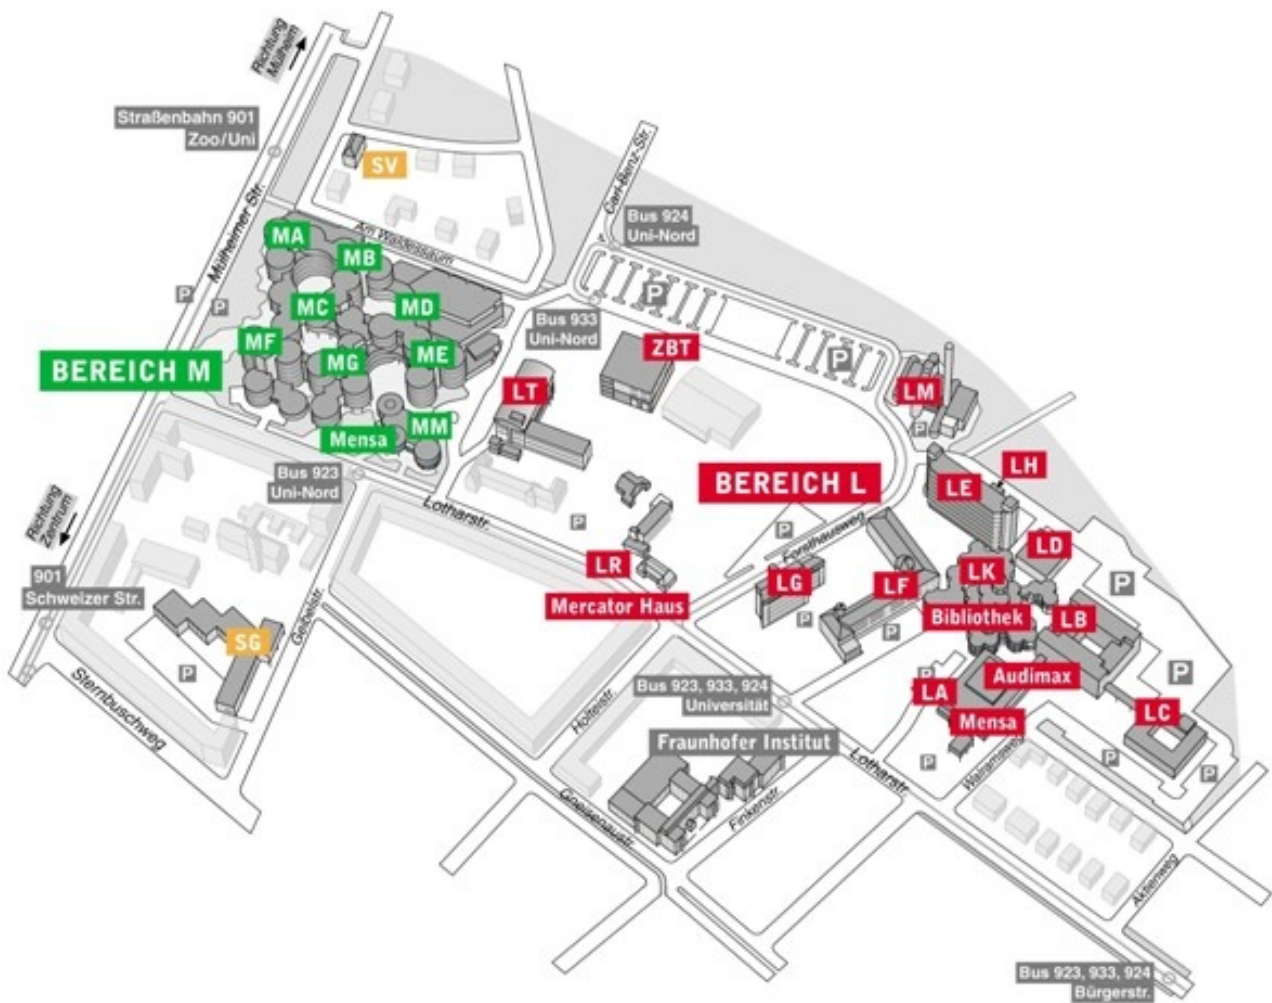 Richtung
Mülheim
Straßenbahn 901
Zoo/Uni
SV
Carl-Benz-Str.
Bus 924
Uni-Nord
Mülheimer Str.
Am Waldessaum
MA
MB
MC
MD
P
P
P
Bus 933
Uni-Nord
MF
MG
ME
ZBT
P
BEREICH M
LT
LM
Mensa
MM
P
Bus 923
Uni-Nord
BEREICH L
LE
LH
Richtung
Zentrum
Lotharstr.
P
P
Forsthausweg
LD
901
Schweizer Str.
LR
LG
LF
LK
P
Mercator Haus
P
P
Bibliothek
LB
SG
Geibelstr.
P
Sternbuschweg
Bus 923, 933, 924
Universität
P
LA
Audimax
P
Holteistr.
Mensa
LC
Fraunhofer Institut
Lotharstr.
P
Walramsweg
P
P
Gneisenaustr.
Finkenstr.
Aktienweg
Bus 923, 933, 924
Bürgerstr.